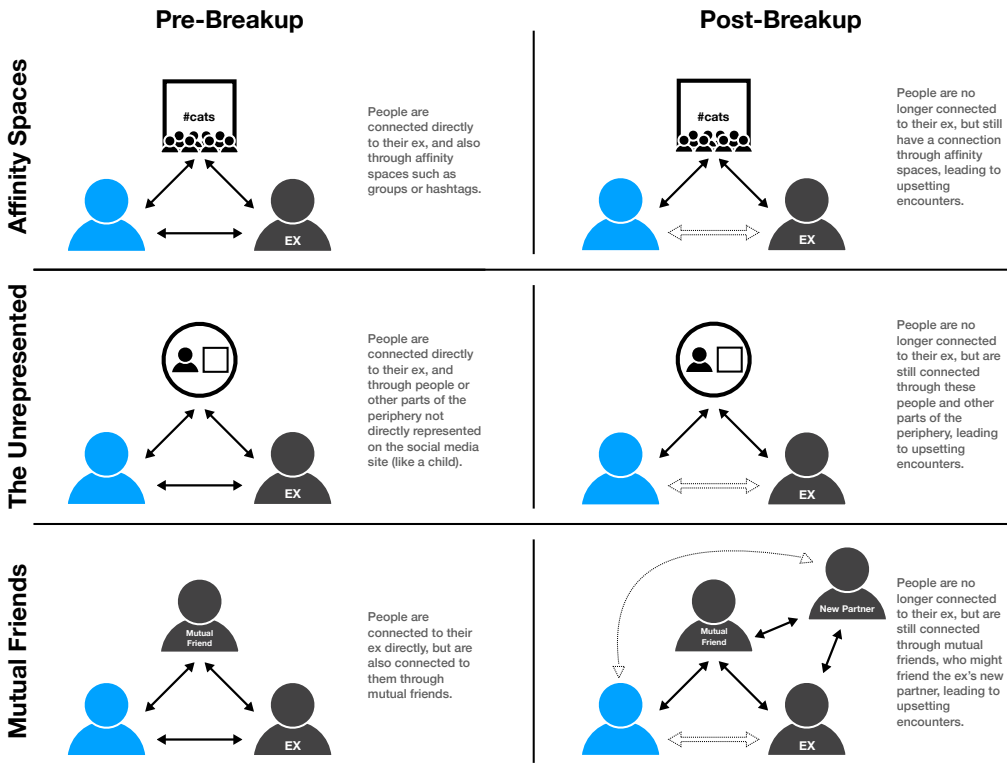 Pre-Breakup
Post-Breakup
Affinity Spaces
#cats
EX
People are
connected directly
to their ex, and also
through affinity
spaces such as
groups or hashtags.
#cats
EX
People are no
longer connected
to their ex, but still
have a connection
through affinity
spaces, leading to
upsetting
encounters.
The Unrepresented
EX
People are
connected directly
to their ex, and
through people or
other parts of the
periphery not
directly represented
on the social media
site (like a child).
EX
People are no
longer connected
to their ex, but are
still connected
through these
people and other
parts of the
periphery, leading
to upsetting
encounters.
Mutual Friends
Mutual
Friend
EX
People are
connected to their
ex directly, but are
also connected to
them through
mutual friends.
New Partner
Mutual
Friend
EX
People are no
longer connected
to their ex, but are
still connected
through mutual
friends, who might
friend the ex's new
partner, leading to
upsetting
encounters.